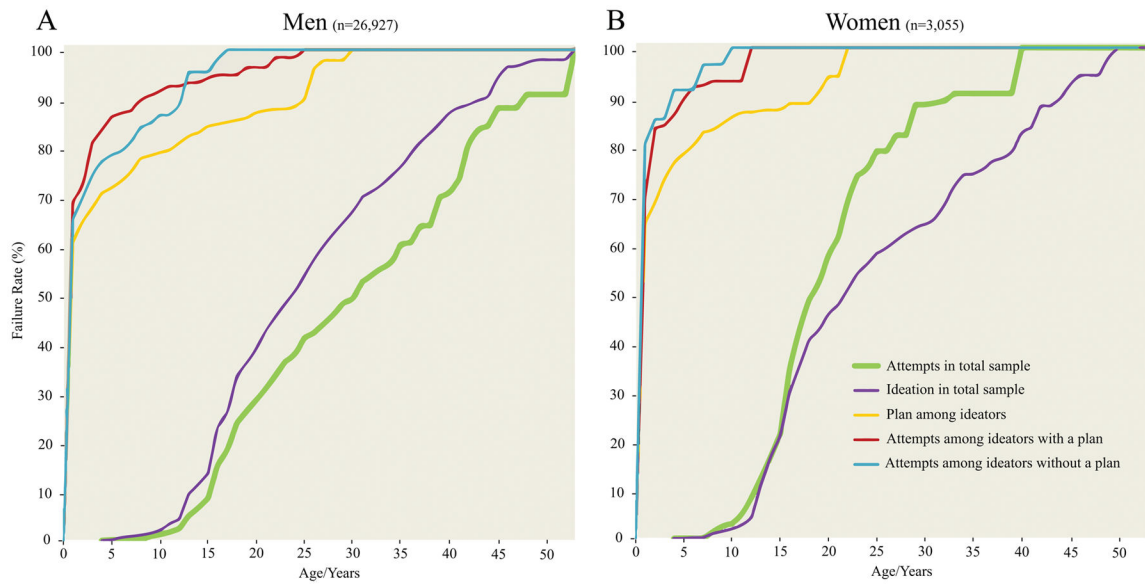 A
Men (n=26,927)
B
Women (n=3,055)
Failure Rate (%)
100
90
80
70
60
50
40
30
20
10
0
0 5 10 15 20 25 30 35 40 45 50
Age/Years
100
90
80
70
60
50
40
30
20
10
0
0 5 10 15 20 25 30 35 40 45 50
Age/Years
Attempts in total sample
Ideation in total sample
Plan among ideators
Attempts among ideators with a plan
Attempts among ideators without a plan